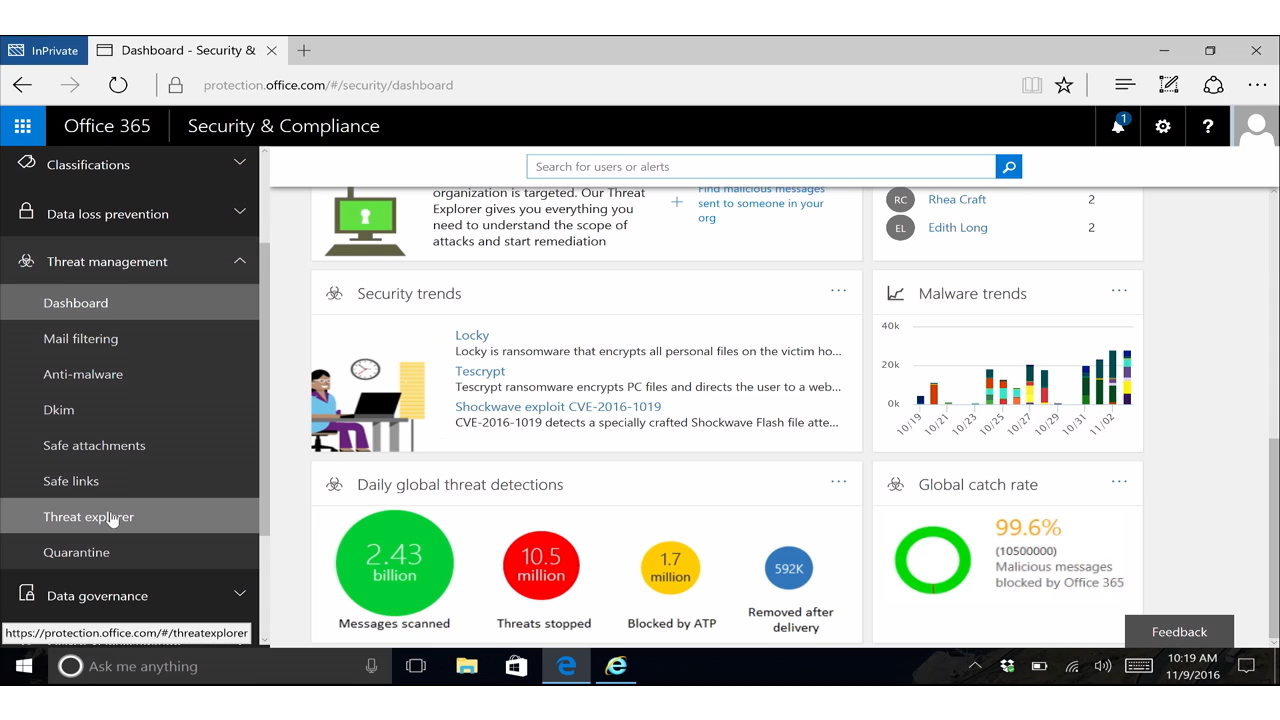 InPrivate
Dashboard - Security &
protection.office.com/#/security/dashboard
Office 365
Security & Compliance
1
?
Classifications
Data loss prevention
Threat management
Dashboard
Mail filtering
Anti-malware
Dkim
Safe attachments
Safe links
Threat explorer
Quarantine
Data governance
https://protection.office.com/#/threatexplorer
Search for users or alerts
organization is targeted. Our Threat
Explorer gives you everything you
need to understand the scope of
attacks and start remediation
Find malicious messages
sent to someone in your
org
RC Rhea Craft 2
EL Edith Long 2
Security trends
Locky
Locky is ransomware that encrypts all personal files on the victim ho...
Tescrypt
Tescrypt ransomware encrypts PC files and directs the user to a web...
Shockwave exploit CVE-2016-1019
CVE-2016-1019 detects a specially crafted Shockwave Flash file atte...
Malware trends
40k
20k
0k
10/19 10/21 10/23 10/25 10/27 10/29 10/31 11/02
Daily global threat detections
2.43
billion
Messages scanned
10.5
million
Threats stopped
1.7
million
Blocked by ATP
592K
Removed after
delivery
Global catch rate
99.6%
(10500000)
Malicious messages
blocked by Office 365
Feedback
Ask me anything
10:19 AM
11/9/2016